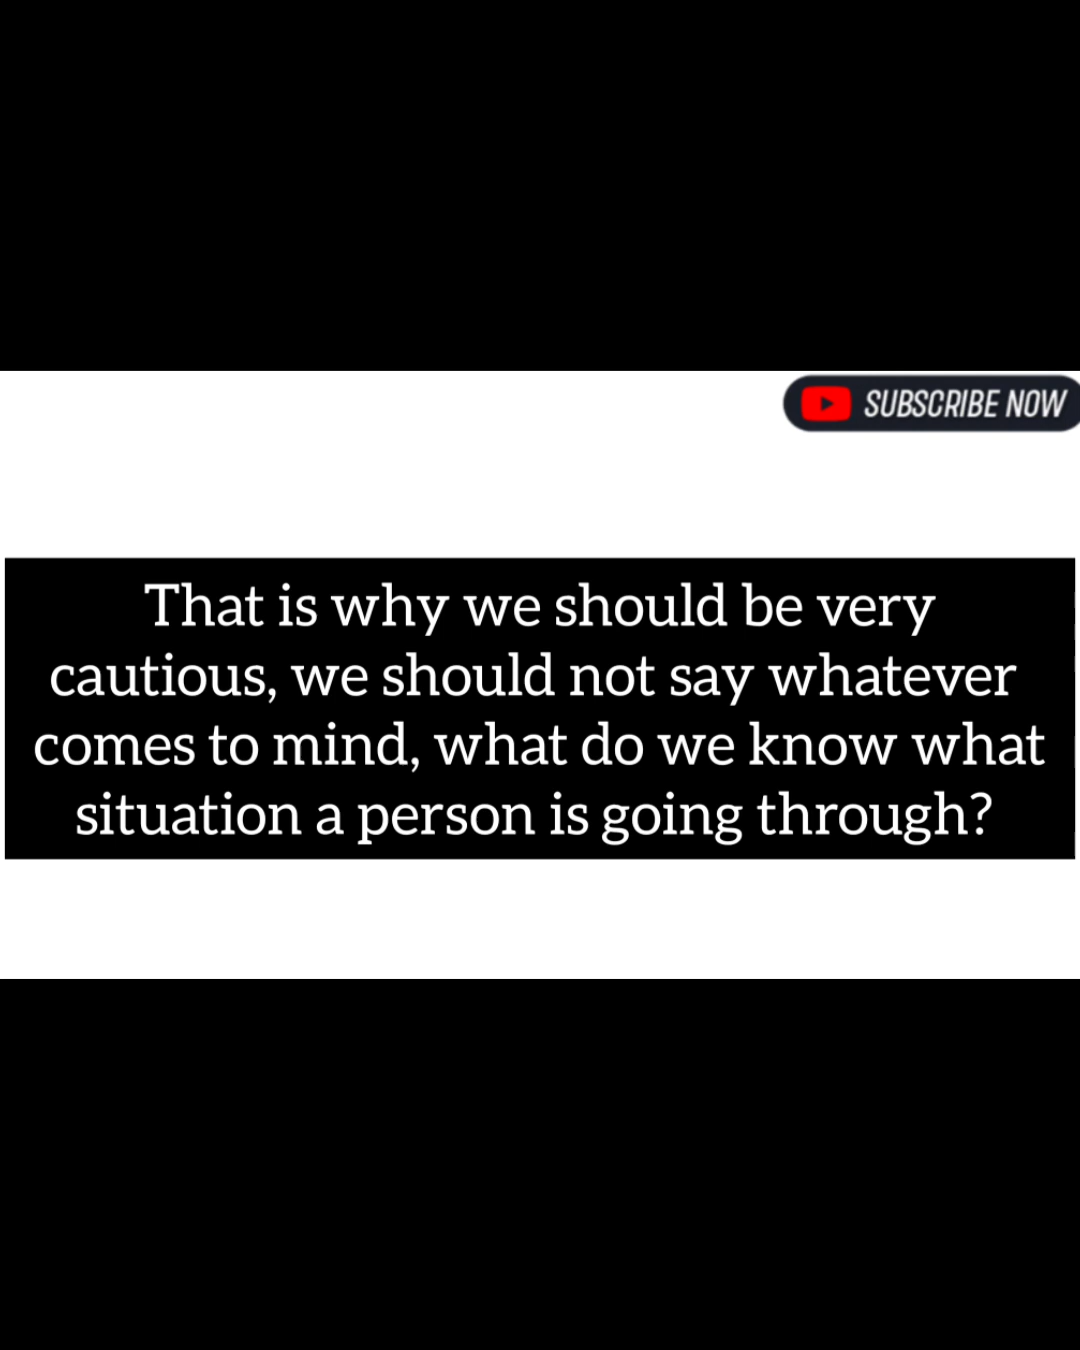 SUBSCRIBE NOW
That is why we should be very
cautious, we should not say whatever
comes to mind, what do we know what
situation a person is going through?